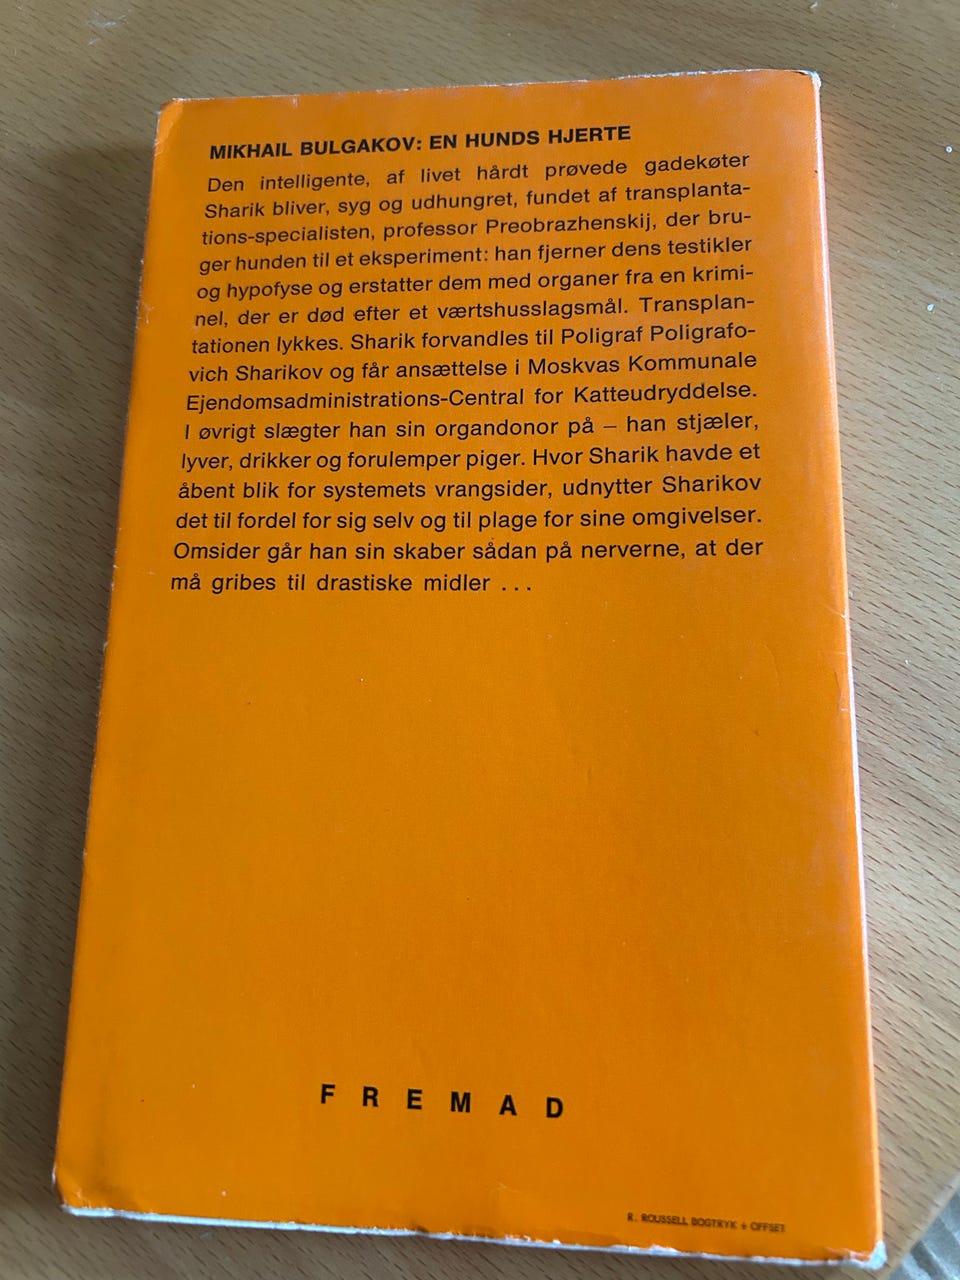 MIKHAIL BULGAKOV: EN HUNDS HJERTE
Den intelligente, af livet hårdt prøvede gadekøter
Sharik bliver, syg og udhungret, fundet af transplanta-
tions-specialisten, professor Preobrazhenskij, der bru-
ger hunden til et eksperiment: han fjerner dens testikler
og hypofyse og erstatter dem med organer fra en krimi-
nel, der er død efter et værtshusslagsmål. Transplan-
tationen lykkes. Sharik forvandles til Poligraf Poligrafo-
vich Sharikov og får ansættelse i Moskvas Kommunale
Ejendomsadministrations-Central for Katteudryddelse.
I øvrigt slægter han sin organdonor på – han stjæler,
lyver, drikker og forulemper piger. Hvor Sharik havde et
åbent blik for systemets vrangsider, udnytter Sharikov
det til fordel for sig selv og til plage for sine omgivelser.
Omsider går han sin skaber sådan på nerverne, at der
må gribes til drastiske midler ...
FREMAD
R. ROUSSELL BOGTRYK + OFFSET